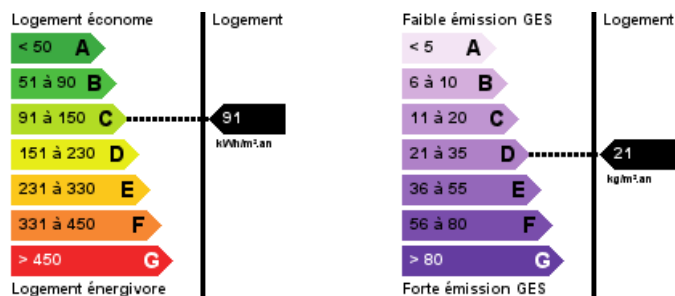 Logement économe
Logement
< 50 A
51 à 90 B
91 à 150 C
91
kWh/m².an
151 à 230 D
231 à 330 E
331 à 450 F
> 450 G
Logement énergivore
Faible émission GES
Logement
< 5 A
6 à 10 B
11 à 20 C
21 à 35 D
21
kg/m².an
36 à 55 E
56 à 80 F
> 80 G
Forte émission GES